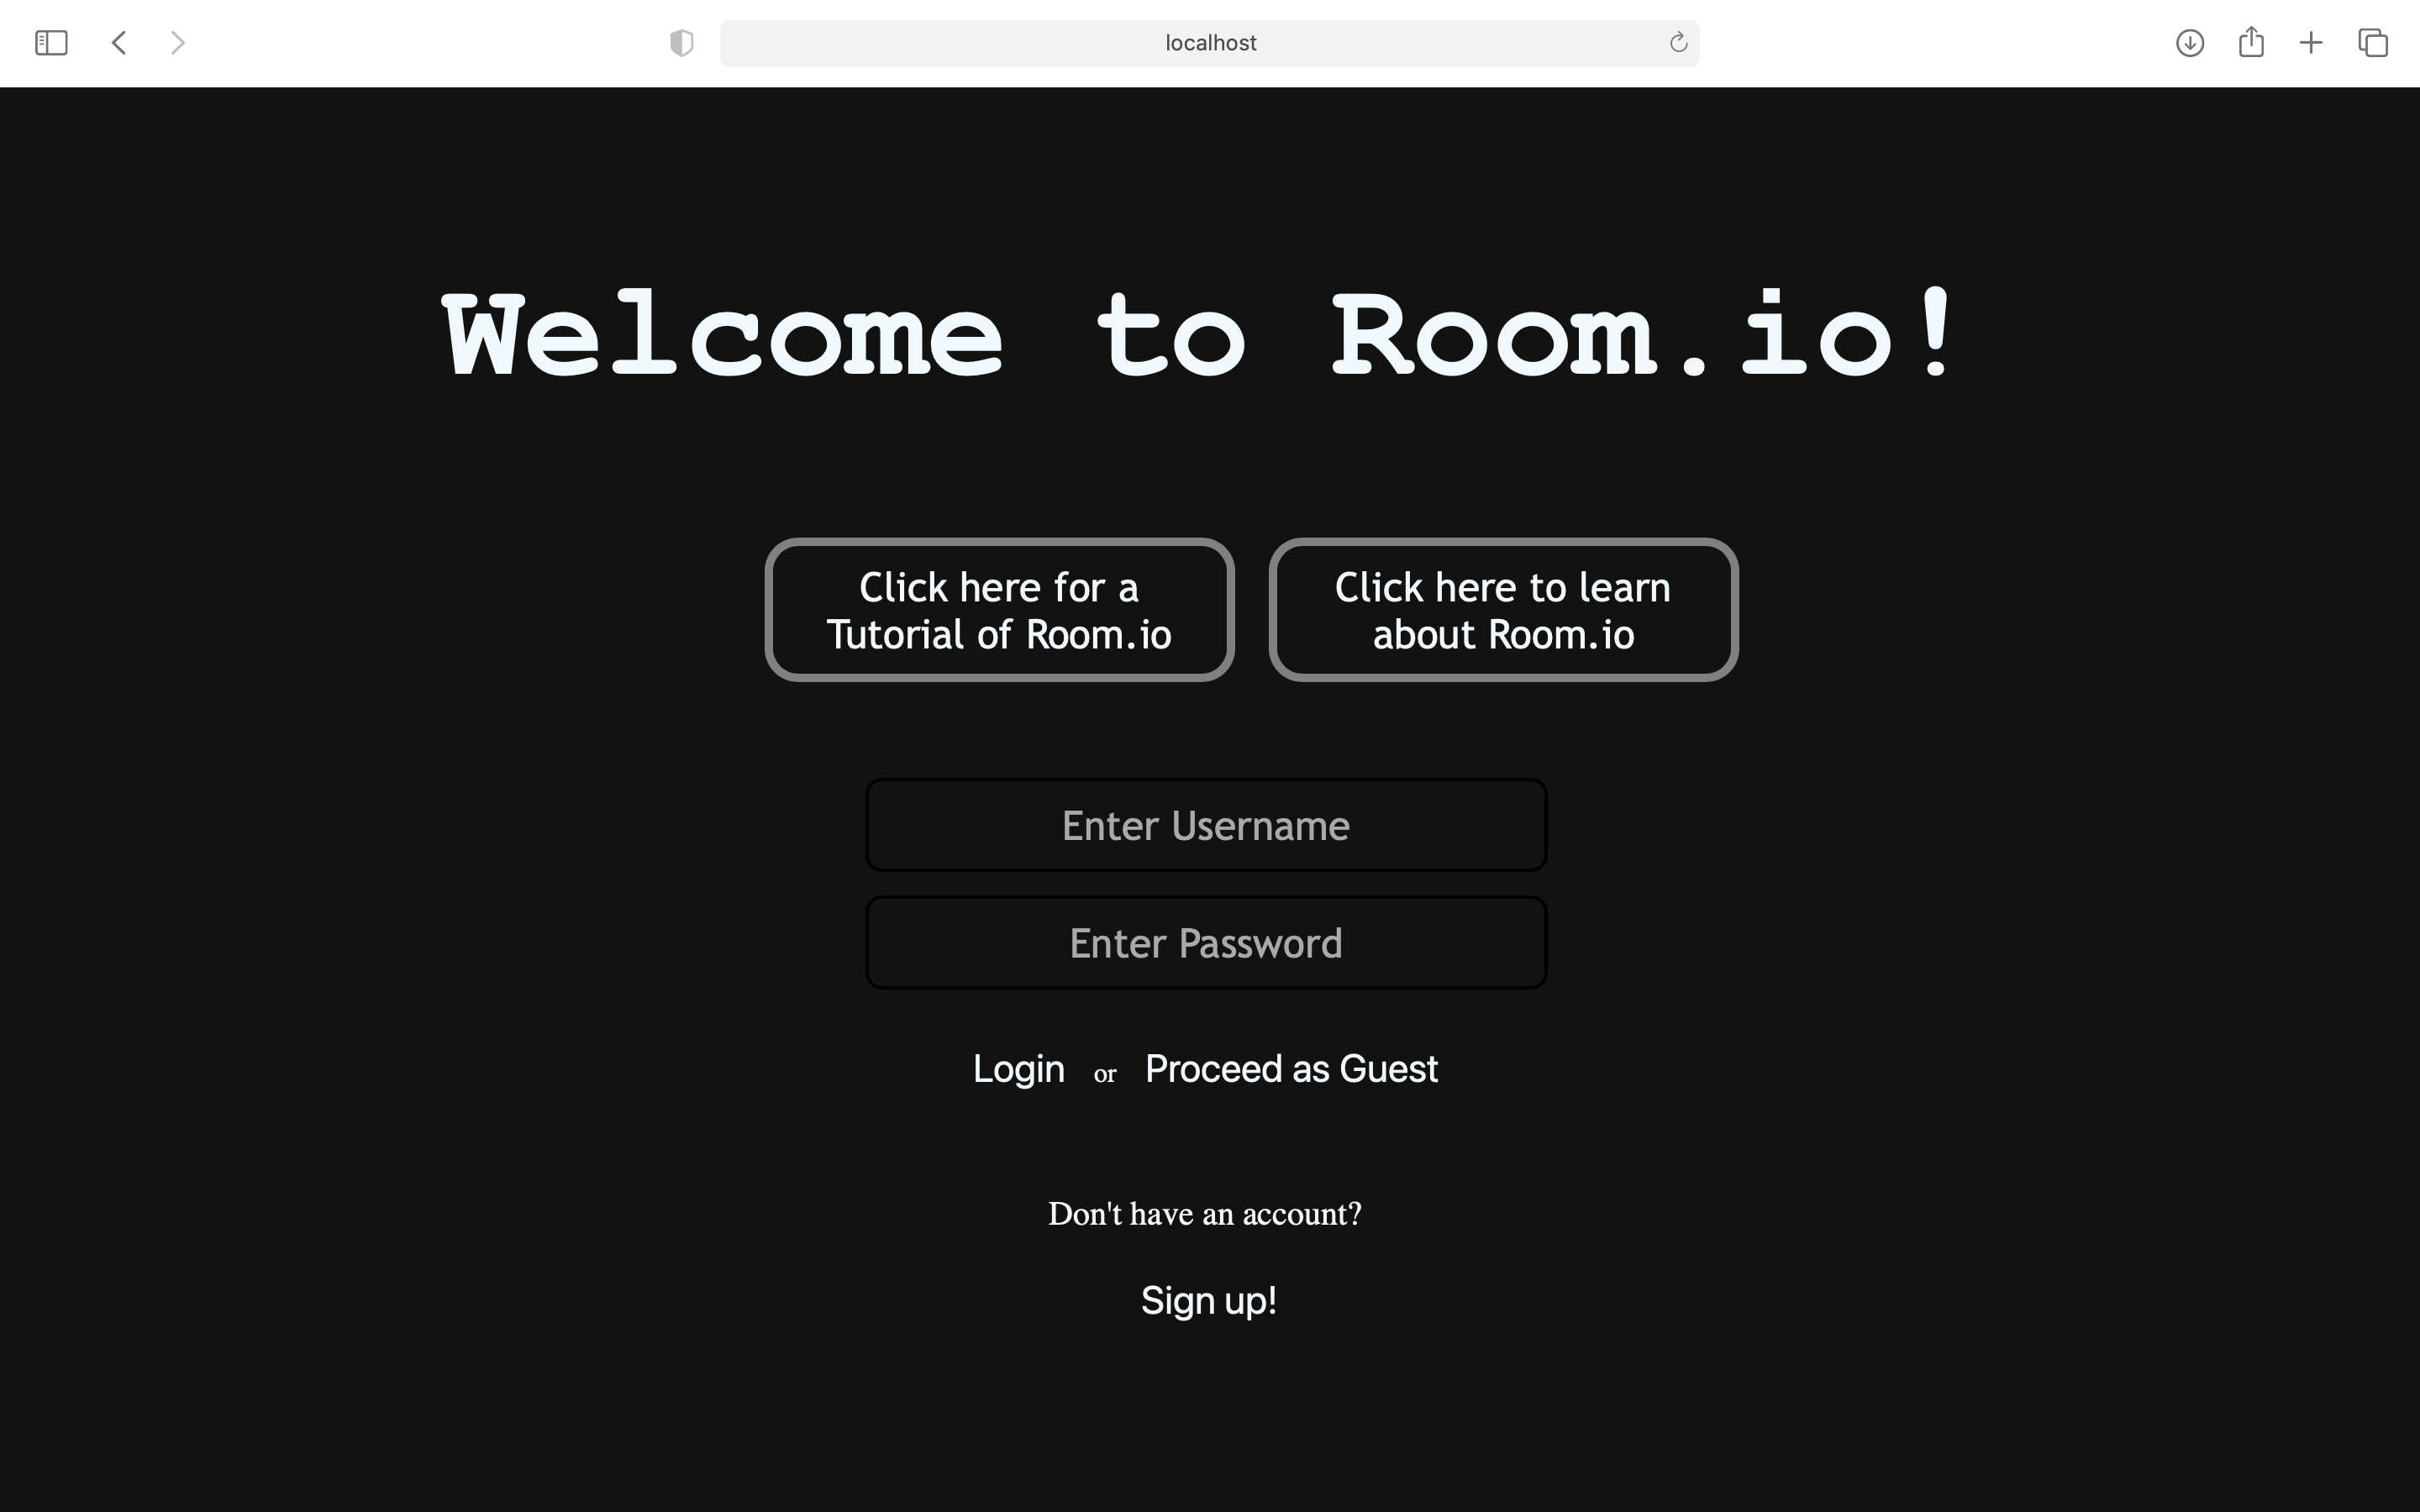 localhost
Welcome to Room.io!
Click here for a
Tutorial of Room.io
Click here to learn
about Room.io
Enter Username
Enter Password
Login or Proceed as Guest
Don't have an account?
Sign up!